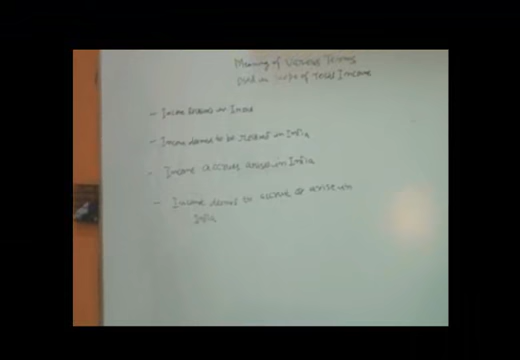 Meaning of Various Terms
Used in Scope of Total Income
- Income Received in India
- Income deemed to be received in India
- Income accrues arise in India
- Income deemed to accrue or arise in
India